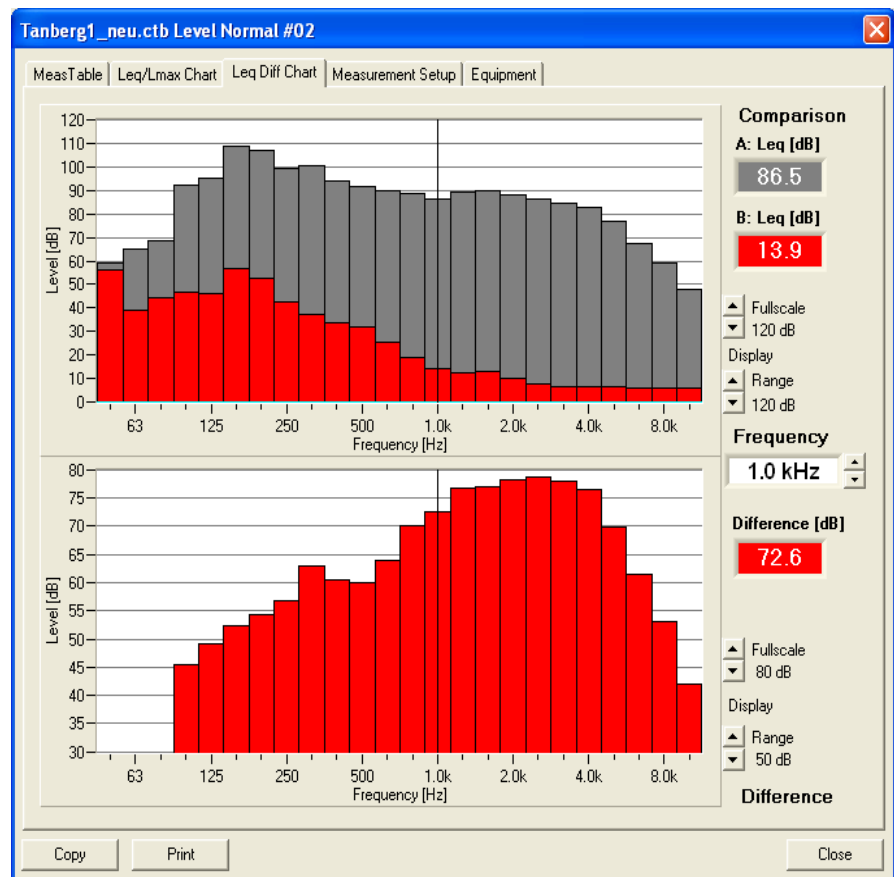 Tanberg1_neu.ctb Level Normal #02
MeasTable
Leq/Lmax Chart
Leq Diff Chart
Measurement Setup
Equipment
120
110
100
90
80
70
60
50
40
30
20
10
0
Level [dB]
63
125
250
500
1.0k
2.0k
4.0k
8.0k
Frequency [Hz]
80
75
70
65
60
55
50
45
40
35
30
Level [dB]
63
125
250
500
1.0k
2.0k
4.0k
8.0k
Frequency [Hz]
Comparison
A: Leq [dB]
86.5
B: Leq [dB]
13.9
Fullscale
120 dB
Display
Range
120 dB
Frequency
1.0 kHz
Difference [dB]
72.6
Fullscale
80 dB
Display
Range
50 dB
Difference
Copy
Print
Close